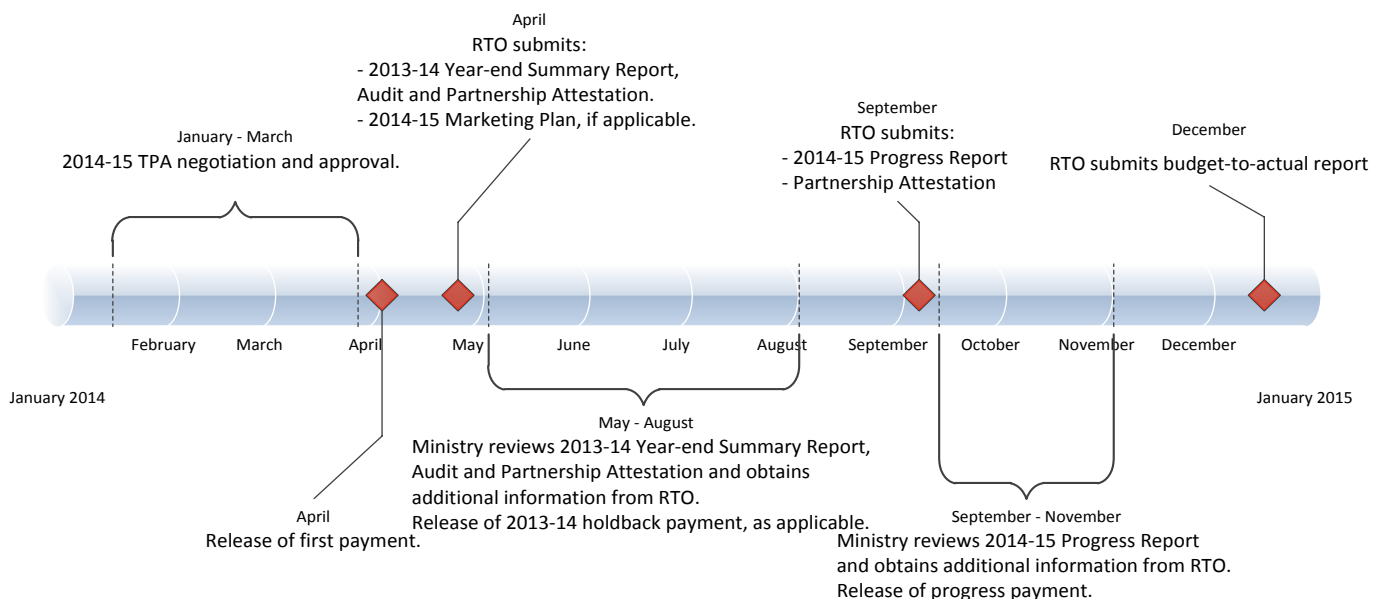 April
RTO submits:
- 2013-14 Year-end Summary Report,
Audit and Partnership Attestation.
- 2014-15 Marketing Plan, if applicable.
January - March
2014-15 TPA negotiation and approval.
September
RTO submits:
- 2014-15 Progress Report
- Partnership Attestation
December
RTO submits budget-to-actual report
February
March
April
May
June
July
August
September
October
November
December
January 2014
January 2015
May - August
Ministry reviews 2013-14 Year-end Summary Report,
Audit and Partnership Attestation and obtains
additional information from RTO.
Release of 2013-14 holdback payment, as applicable.
April
Release of first payment.
September - November
Ministry reviews 2014-15 Progress Report
and obtains additional information from RTO.
Release of progress payment.